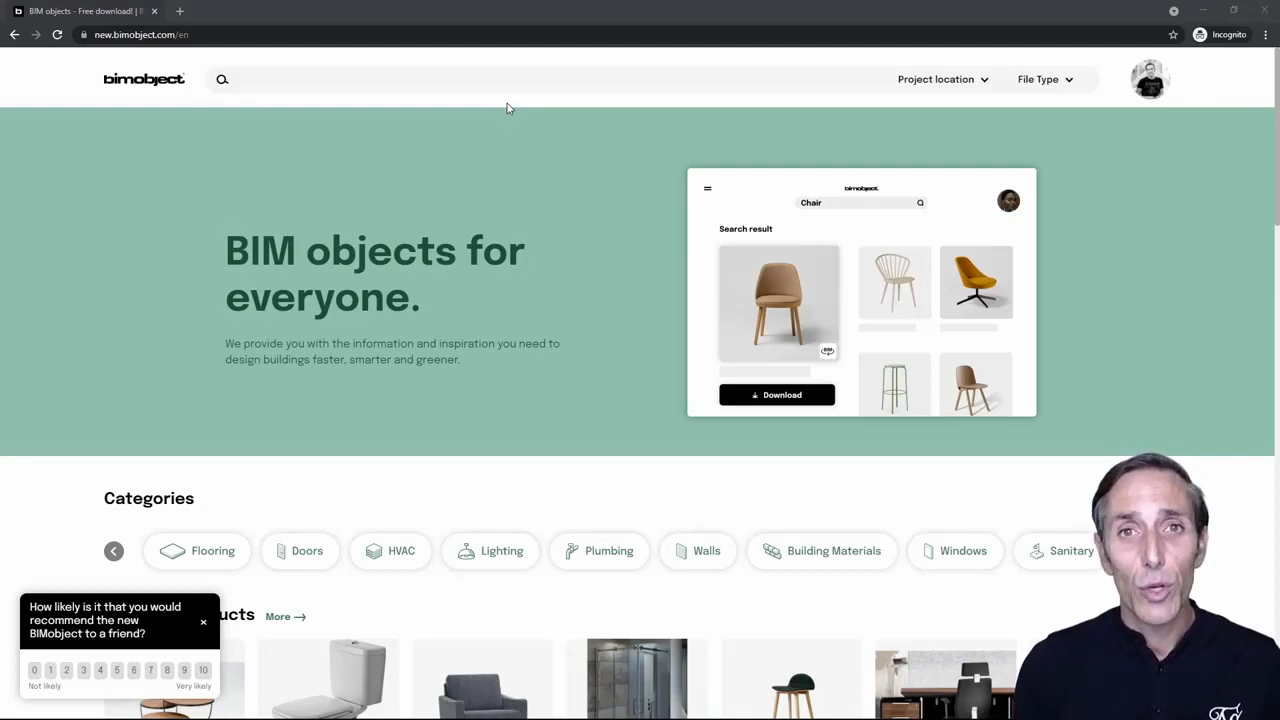 BIM objects - Free download! | B
new.bimobject.com/en
Incognito
bimobject
Project location
File Type
BIM objects for
everyone.
We provide you with the information and inspiration you need to
design buildings faster, smarter and greener.
bimobject
Chair
Search result
BIM
Download
Categories
Flooring
Doors
HVAC
Lighting
Plumbing
Walls
Building Materials
Windows
Sanitary
How likely is it that you would
recommend the new
BIMobject to a friend?
ucts
More
0 1 2 3 4 5 6 7 8 9 10
Not likely
Very likely